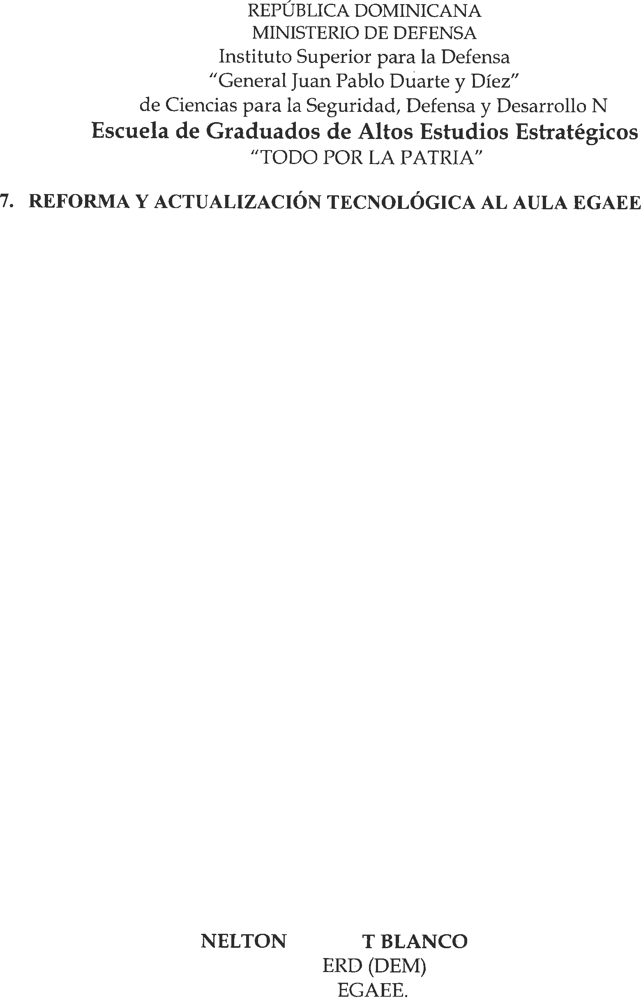 REPÚBLICA DOMINICANA
MINISTERIO DE DEFENSA
Instituto Superior para la Defensa
"General Juan Pablo Duarte y Díez"
de Ciencias para la Seguridad, Defensa y Desarrollo N
Escuela de Graduados de Altos Estudios Estratégicos
"TODO POR LA PATRIA"
7. REFORMA Y ACTUALIZACIÓN TECNOLÓGICA AL AULA EGAEE
NELTON T BLANCO
ERD (DEM)
EGAEE.